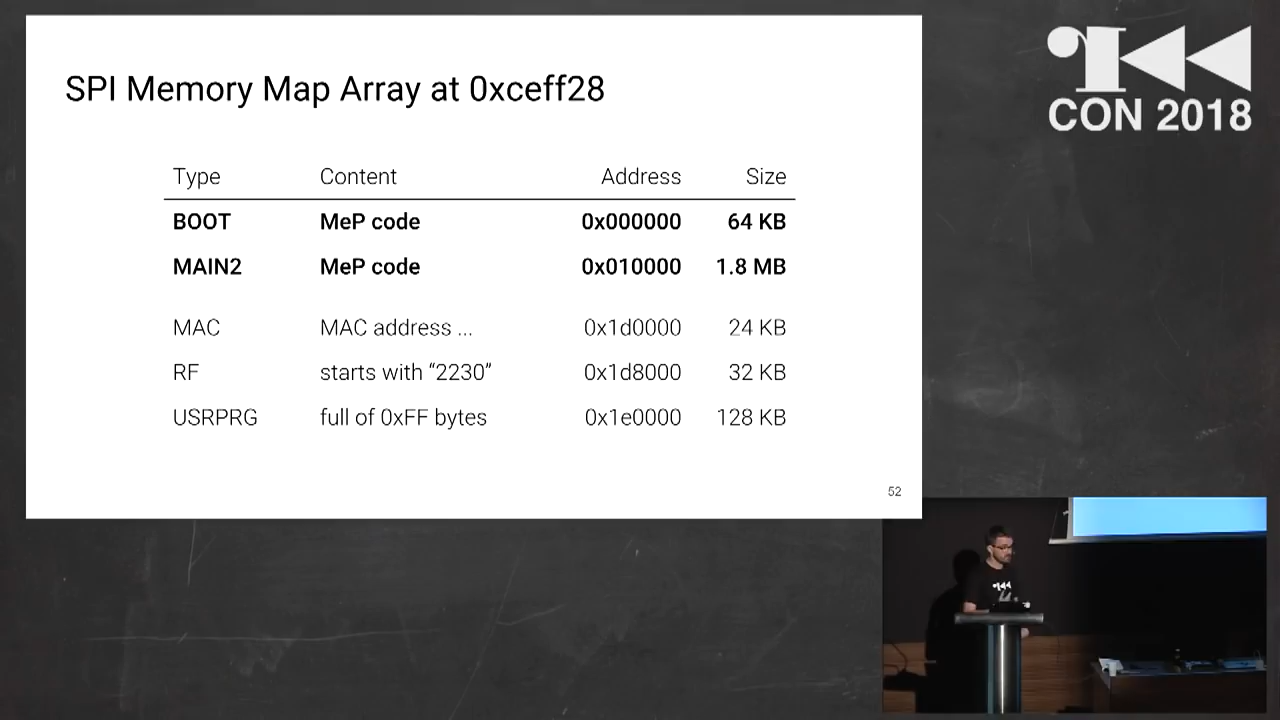 SPI Memory Map Array at 0xceff28
Type Content Address Size
BOOT MeP code 0x000000 64 KB
MAIN2 MeP code 0x010000 1.8 MB
MAC MAC address ... 0x1d0000 24 KB
RF starts with “2230” 0x1d8000 32 KB
USRPRG full of 0xFF bytes 0x1e0000 128 KB
52
CON 2018